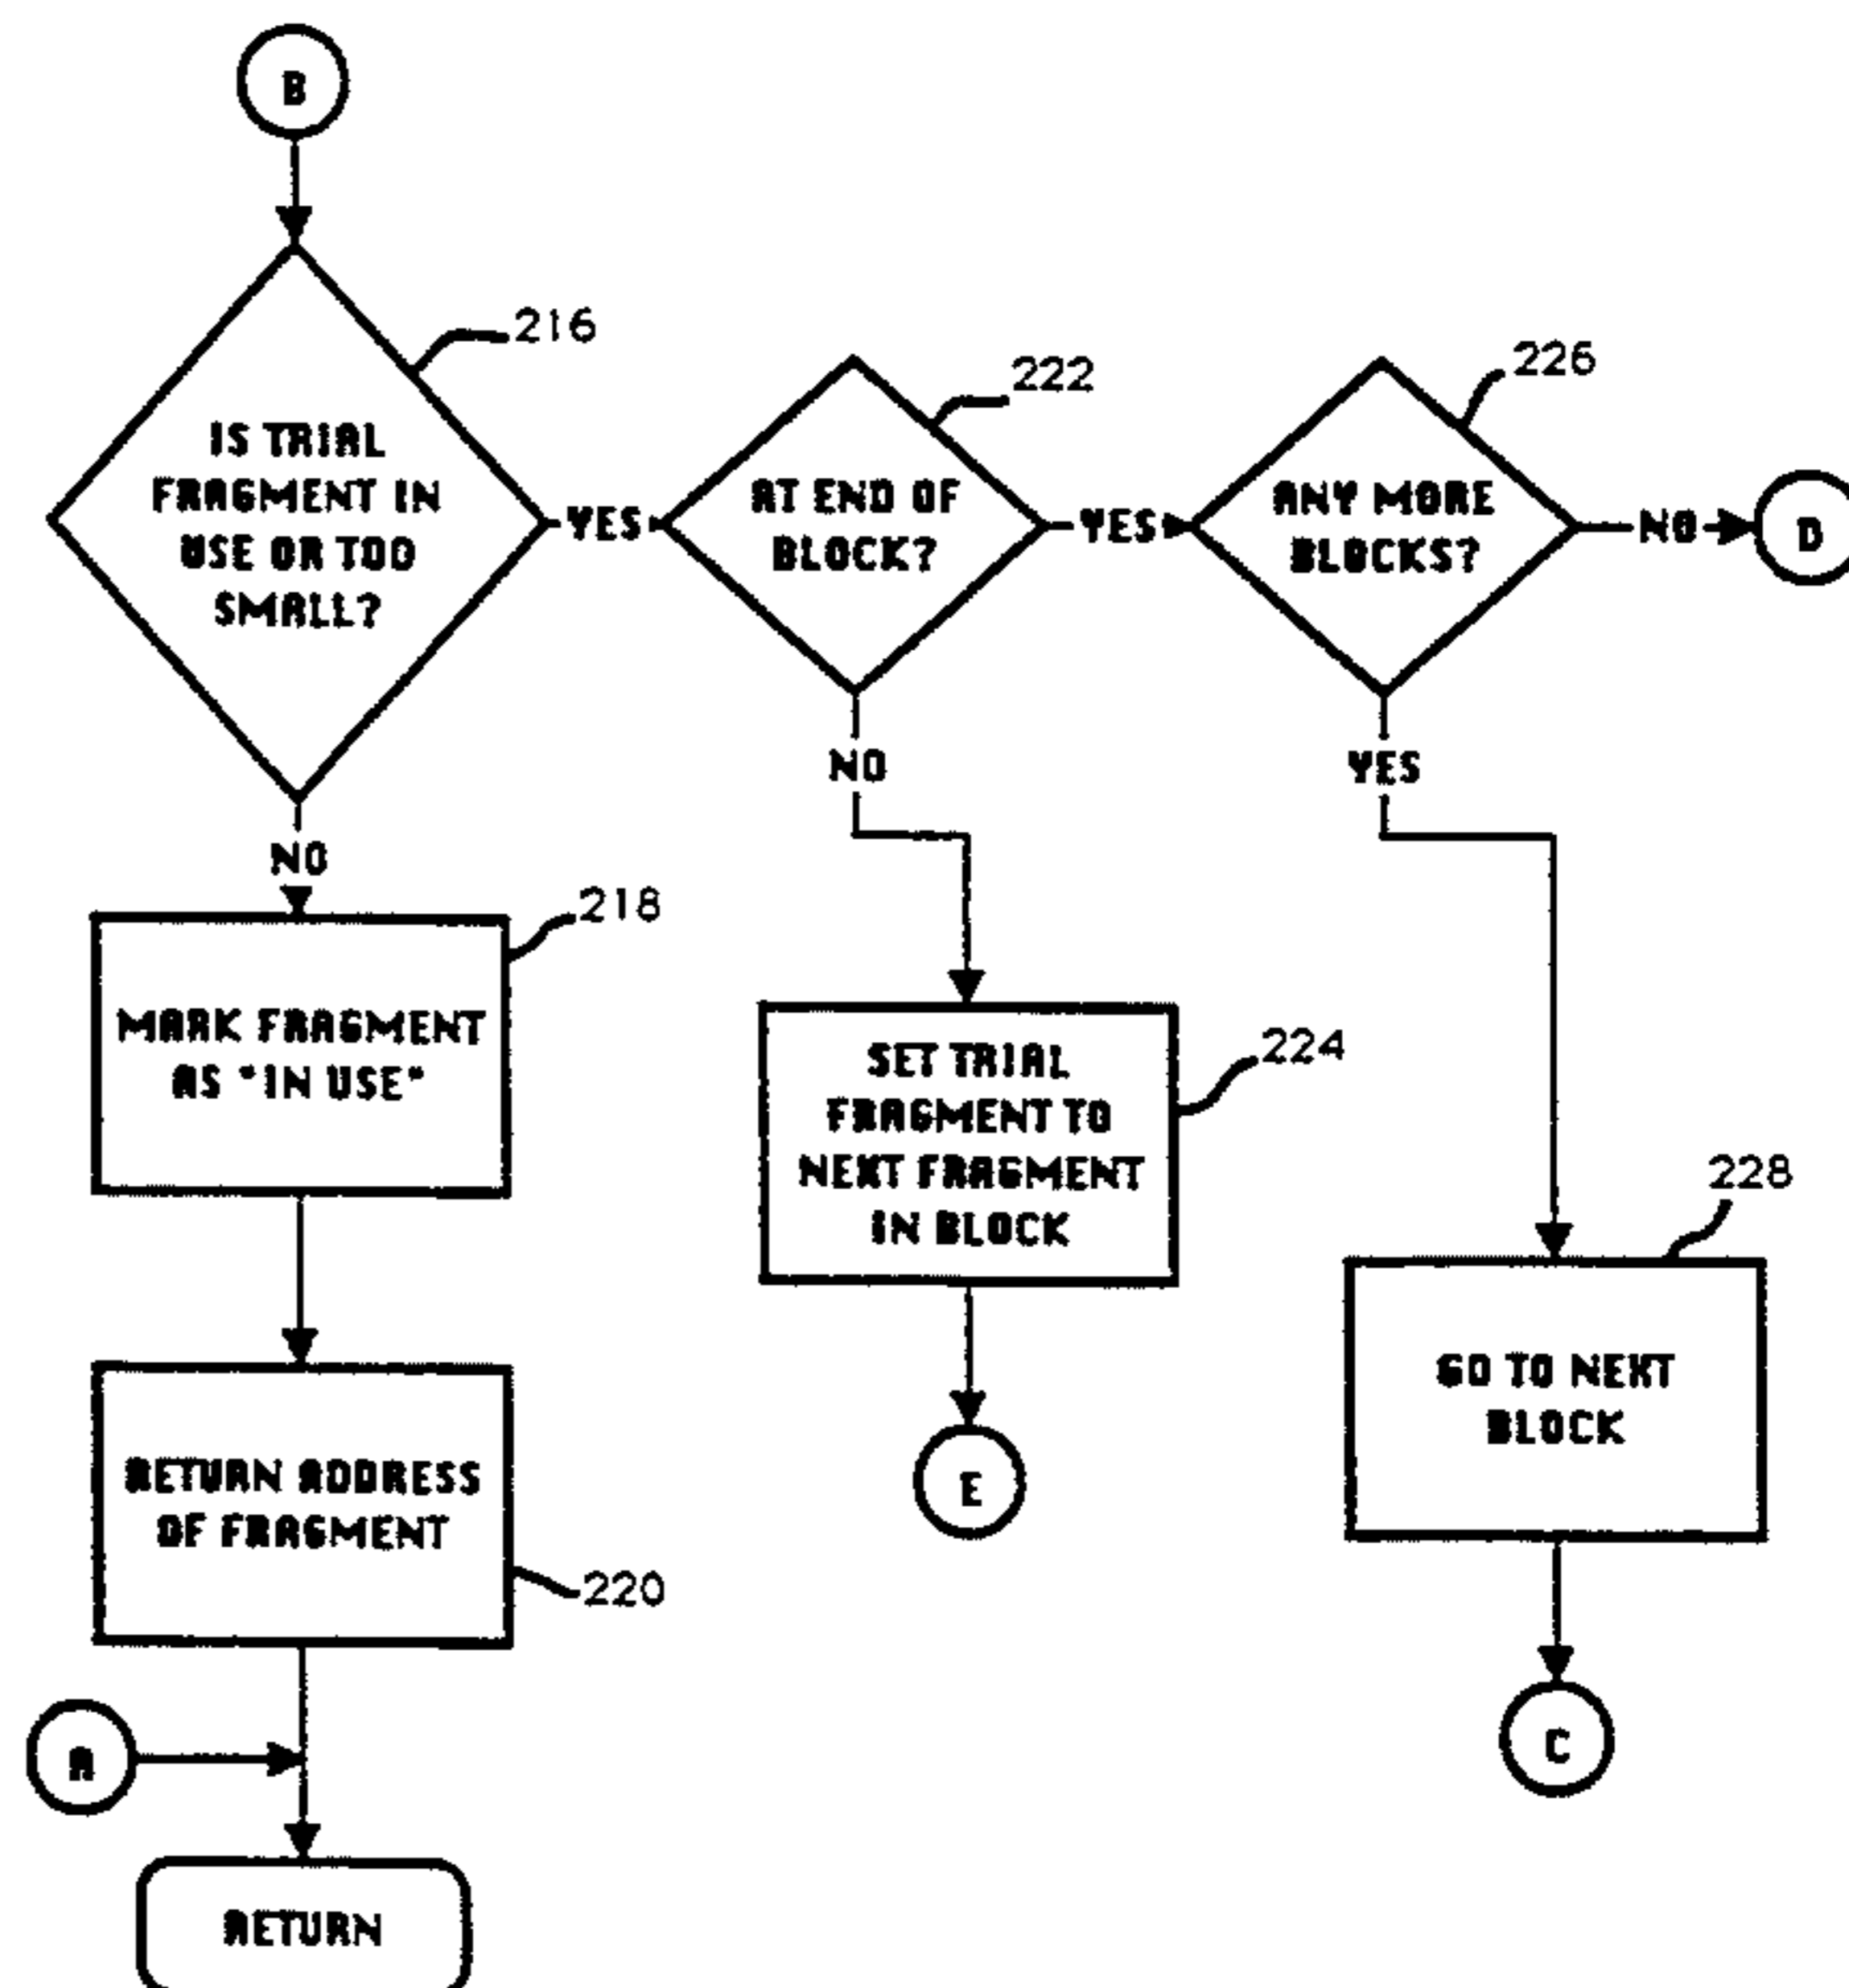 B
216
IS TRIAL
FRAGMENT IN
USE OR TOO
SMALL?
YES
222
AT END OF
BLOCK?
YES
226
ANY MORE
BLOCKS?
NO
D
NO
218
MARK FRAGMENT
AS "IN USE"
220
RETURN ADDRESS
OF FRAGMENT
A
RETURN
NO
224
SET TRIAL
FRAGMENT TO
NEXT FRAGMENT
IN BLOCK
E
YES
228
GO TO NEXT
BLOCK
C